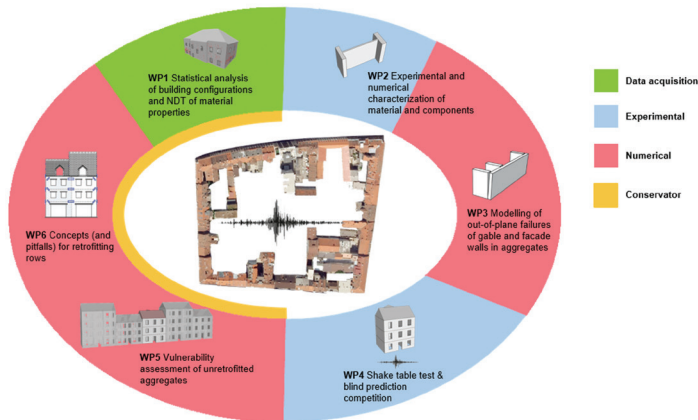 WP1 Statistical analysis
of building configurations
and NDT of material
properties
WP2 Experimental and
numerical
characterization of
material and components
WP3 Modelling of
out-of-plane failures
of gable and facade
walls in aggregates
WP4 Shake table test &
blind prediction
competition
WP5 Vulnerability
assessment of unretrofitted
aggregates
WP6 Concepts (and
pitfalls) for retrofitting
rows
Data acquisition
Experimental
Numerical
Conservator